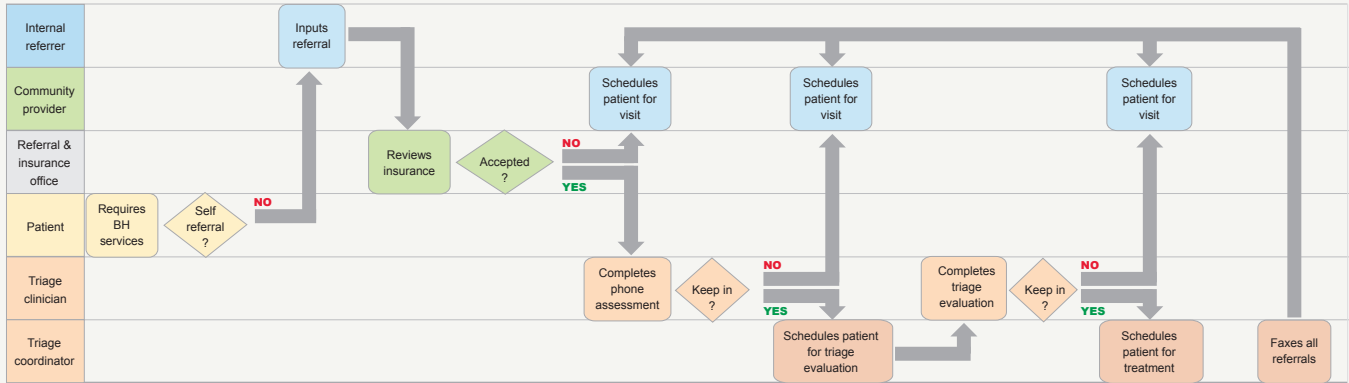 Internal
referrer
Inputs
referral
Community
provider
Schedules
patient for
visit
Schedules
patient for
visit
Schedules
patient for
visit
Referral &
insurance
office
Reviews
insurance
Accepted
?
NO
YES
Patient
Requires
BH
services
Self
referral
?
NO
Triage
clinician
Completes
phone
assessment
Keep in
?
NO
YES
Completes
triage
evaluation
Keep in
?
NO
YES
Triage
coordinator
Schedules patient
for triage
evaluation
Schedules
patient for
treatment
Faxes all
referrals